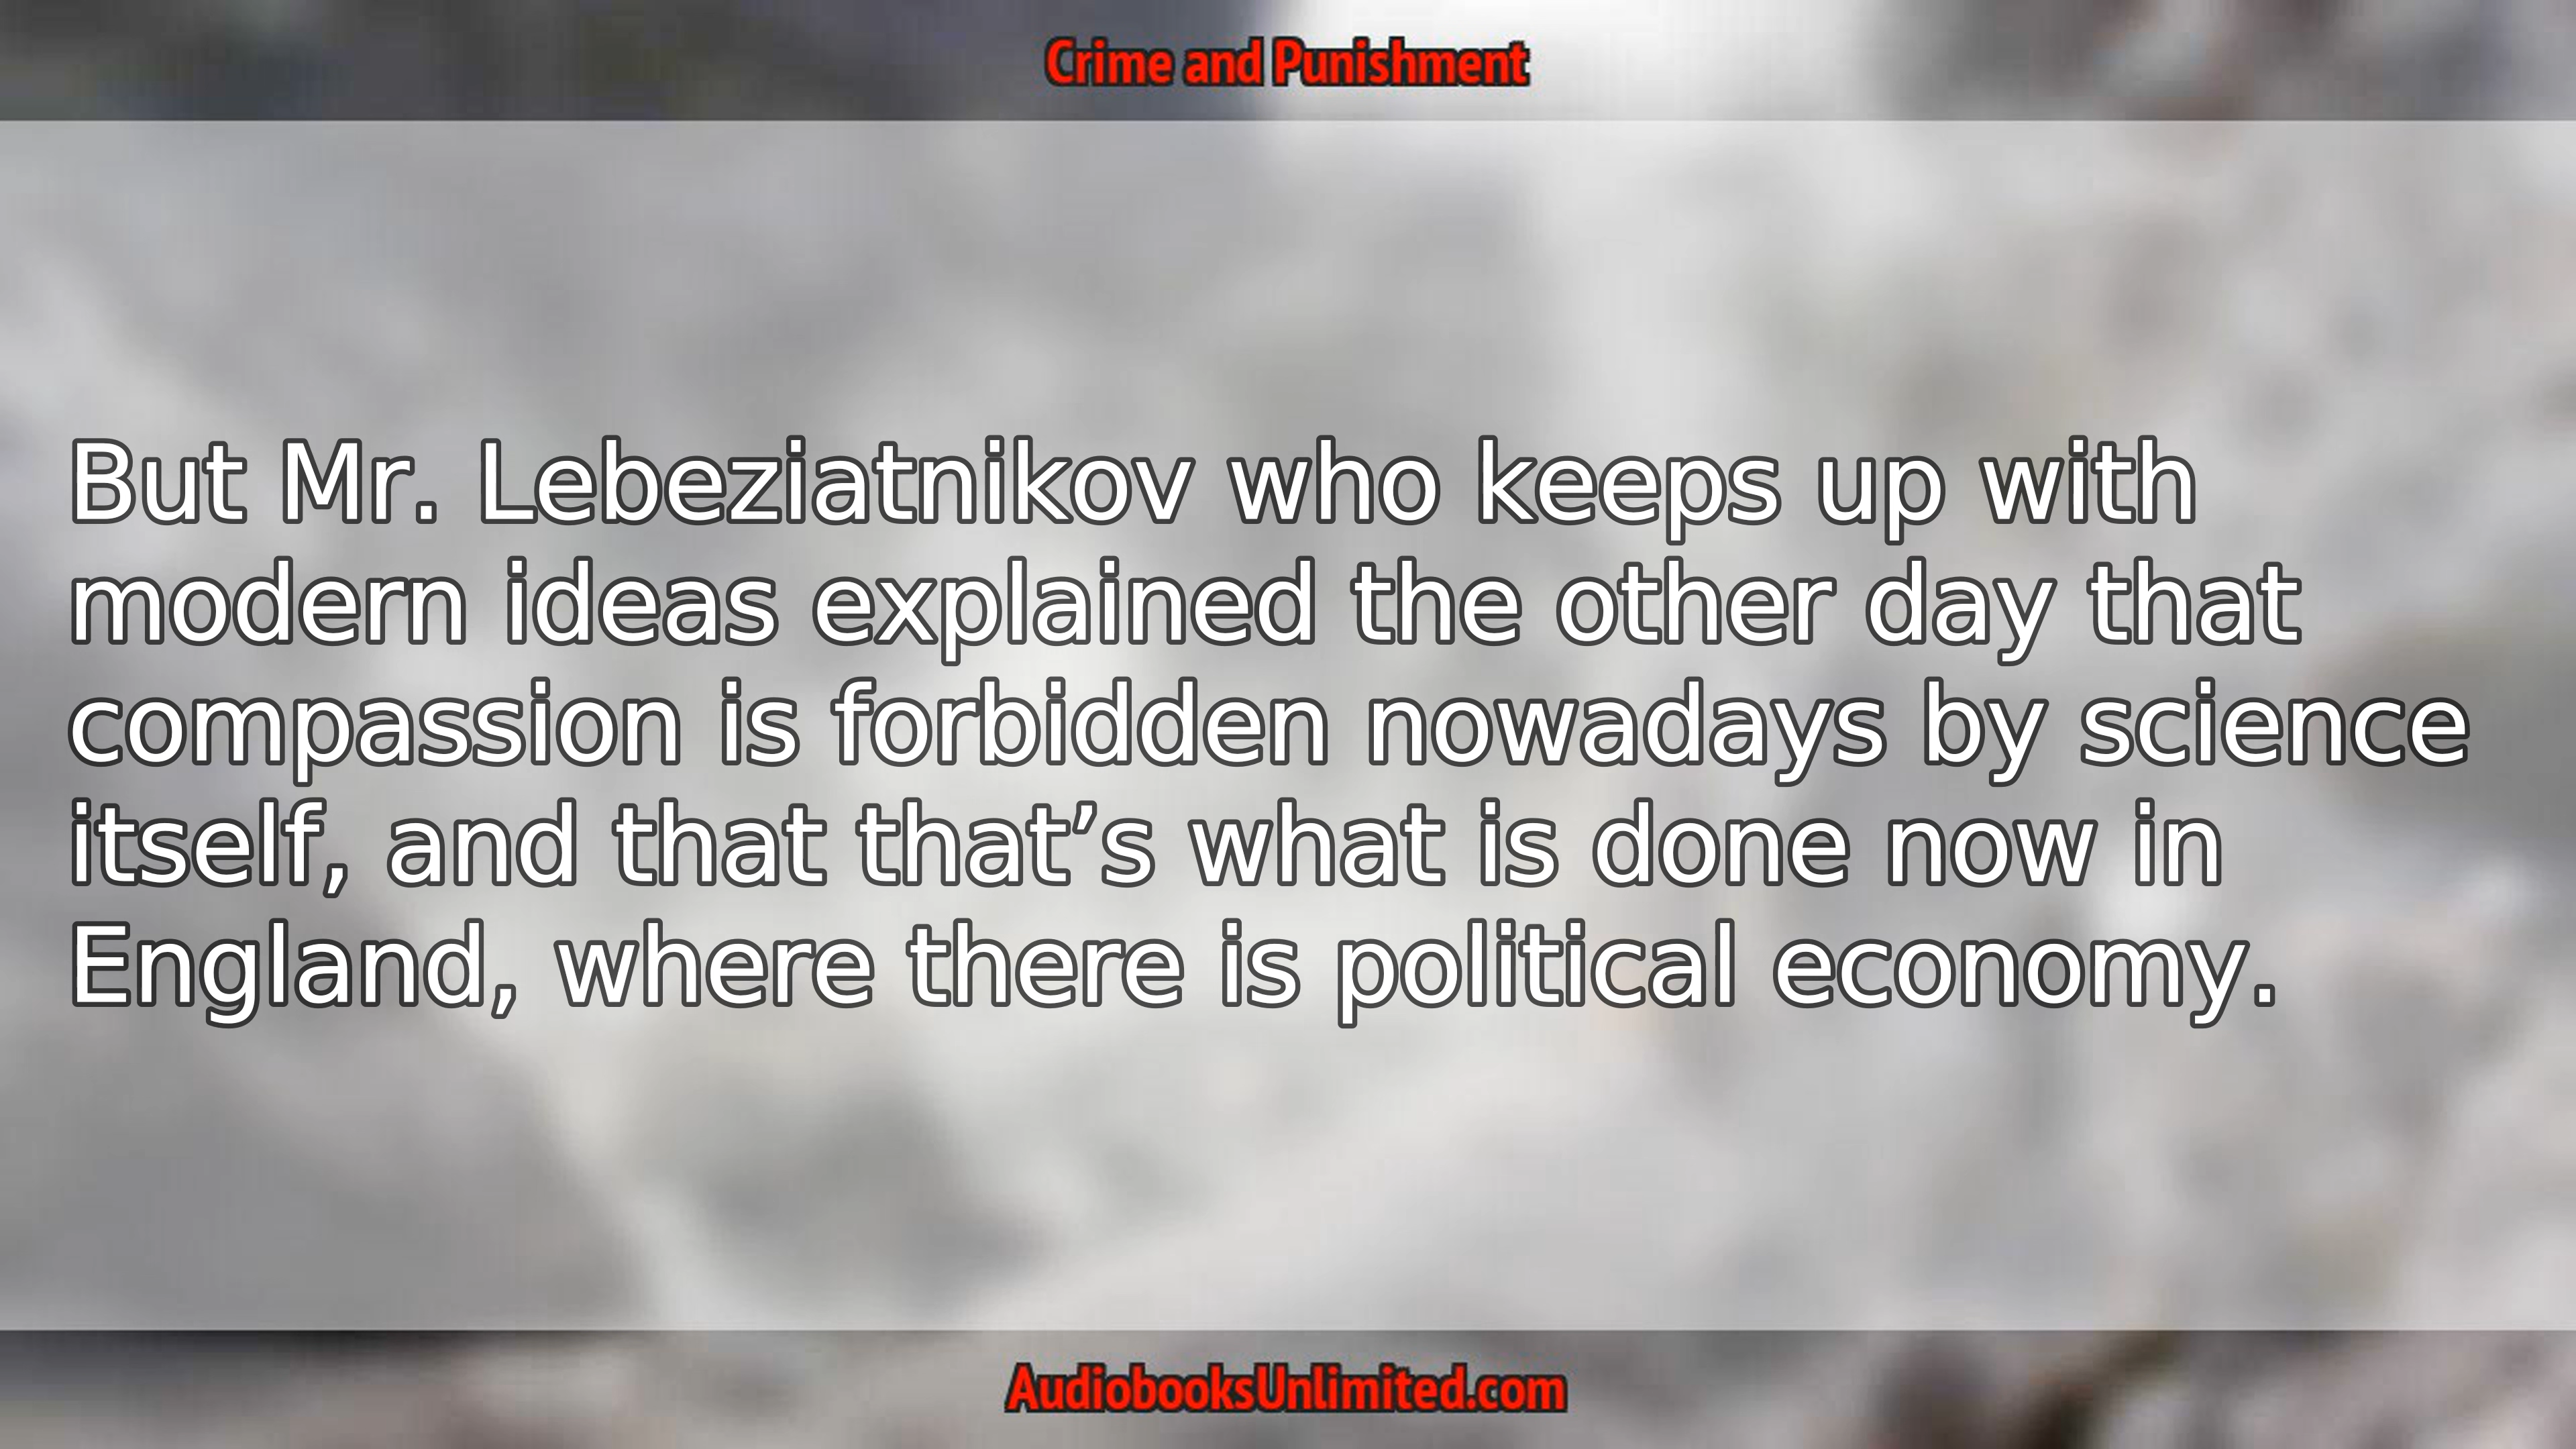 Crime and Punishment
But Mr. Lebeziatnikov who keeps up with
modern ideas explained the other day that
compassion is forbidden nowadays by science
itself, and that that’s what is done now in
England, where there is political economy.
AudiobooksUnlimited.com